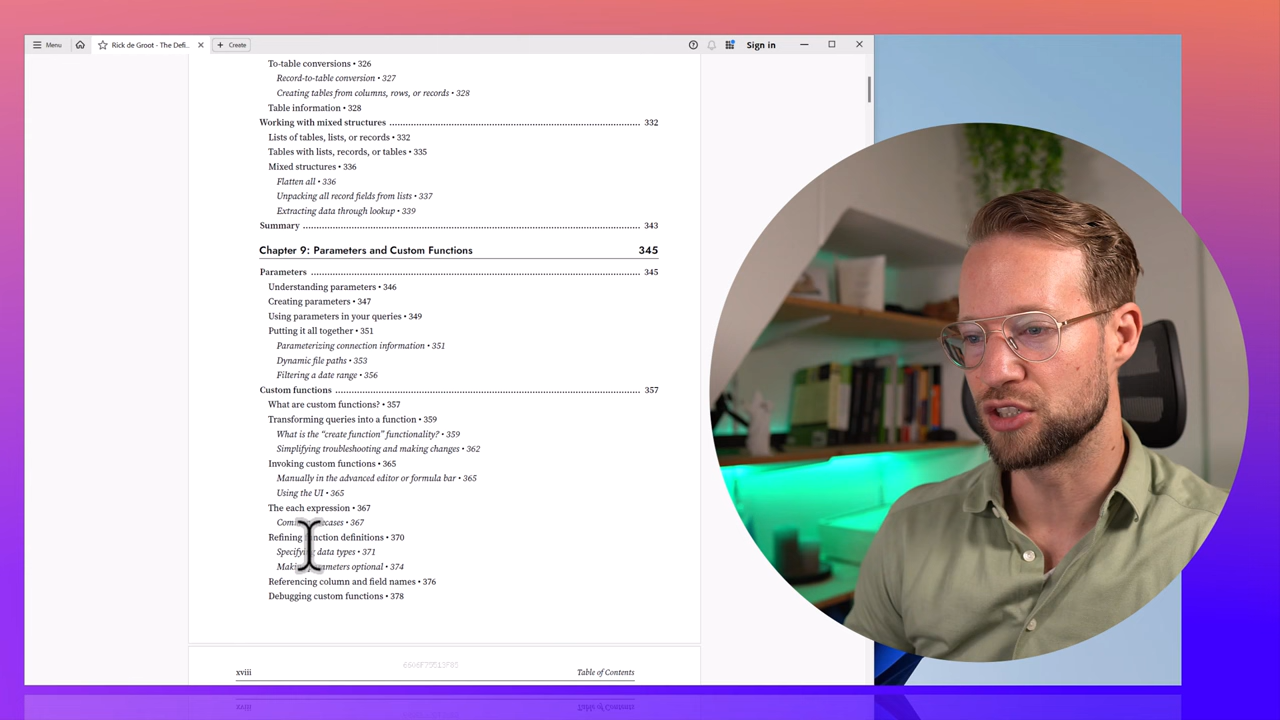 Menu
Rick de Groot - The Defi...
Create
Sign in
To-table conversions • 326
Record-to-table conversion • 327
Creating tables from columns, rows, or records • 328
Table information • 328
Working with mixed structures 332
Lists of tables, lists, or records • 332
Tables with lists, records, or tables • 335
Mixed structures • 336
Flatten all • 336
Unpacking all record fields from lists • 337
Extracting data through lookup • 339
Summary 343
Chapter 9: Parameters and Custom Functions 345
Parameters 345
Understanding parameters • 346
Creating parameters • 347
Using parameters in your queries • 349
Putting it all together • 351
Parameterizing connection information • 351
Dynamic file paths • 353
Filtering a date range • 356
Custom functions 357
What are custom functions? • 357
Transforming queries into a function • 359
What is the “create function” functionality? • 359
Simplifying troubleshooting and making changes • 362
Invoking custom functions • 365
Manually in the advanced editor or formula bar • 365
Using the UI • 365
The each expression • 367
• 367
Refining function definitions • 370
Specifying data types • 371
Making parameters optional • 374
Referencing column and field names • 376
Debugging custom functions • 378
xviii
Table of Contents